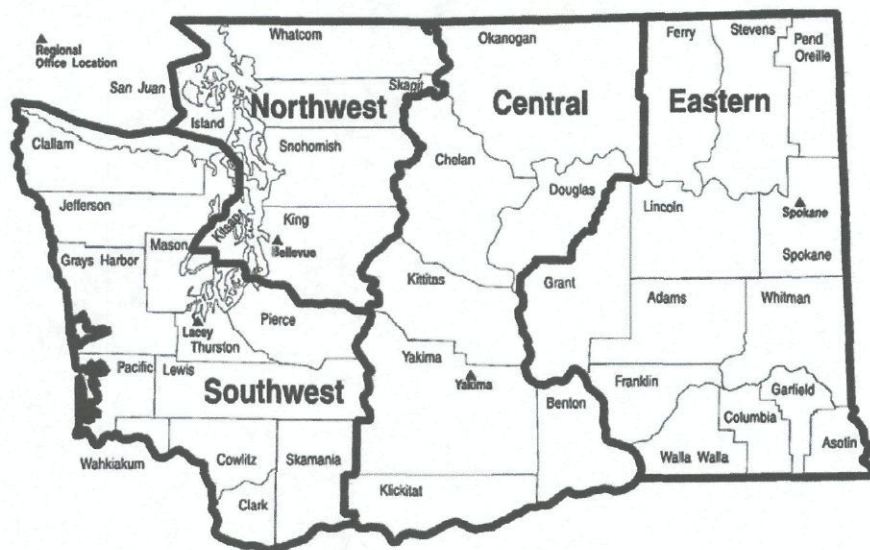 Regional
Office Location
San Juan
Whatcom
Skagit
Island
Northwest
Snohomish
King
Bellevue
Kitsap
Clallam
Jefferson
Mason
Grays Harbor
Lacey
Thurston
Pierce
Pacific
Lewis
Southwest
Wahkiakum
Cowlitz
Skamania
Clark
Okanogan
Central
Chelan
Douglas
Kittitas
Yakima
Yakima
Benton
Klickitat
Ferry
Stevens
Pend
Oreille
Eastern
Lincoln
Spokane
Spokane
Grant
Adams
Whitman
Franklin
Garfield
Columbia
Walla Walla
Asotin